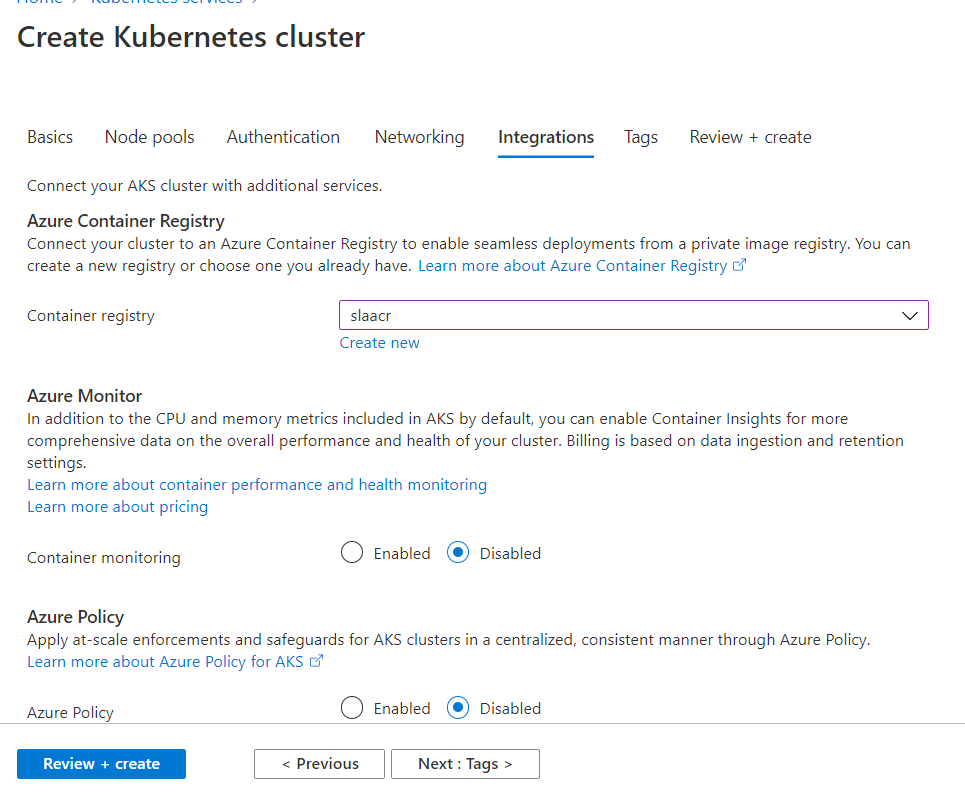 Home > Kubernetes services >
Create Kubernetes cluster
Basics Node pools Authentication Networking Integrations Tags Review + create
Connect your AKS cluster with additional services.
Azure Container Registry
Connect your cluster to an Azure Container Registry to enable seamless deployments from a private image registry. You can
create a new registry or choose one you already have. Learn more about Azure Container Registry
Container registry
slaacr
Create new
Azure Monitor
In addition to the CPU and memory metrics included in AKS by default, you can enable Container Insights for more
comprehensive data on the overall performance and health of your cluster. Billing is based on data ingestion and retention
settings.
Learn more about container performance and health monitoring
Learn more about pricing
Container monitoring Enabled Disabled
Azure Policy
Apply at-scale enforcements and safeguards for AKS clusters in a centralized, consistent manner through Azure Policy.
Learn more about Azure Policy for AKS
Azure Policy Enabled Disabled
Review + create < Previous Next : Tags >